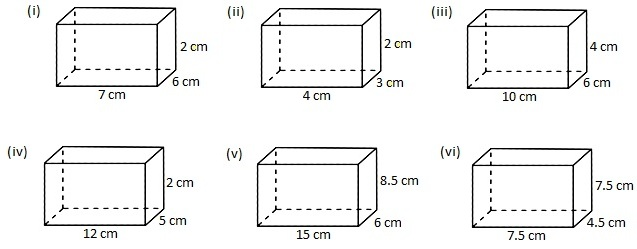 (i)
2 cm
6 cm
7 cm
(ii)
2 cm
3 cm
4 cm
(iii)
4 cm
6 cm
10 cm
(iv)
2 cm
5 cm
12 cm
(v)
8.5 cm
6 cm
15 cm
(vi)
7.5 cm
4.5 cm
7.5 cm